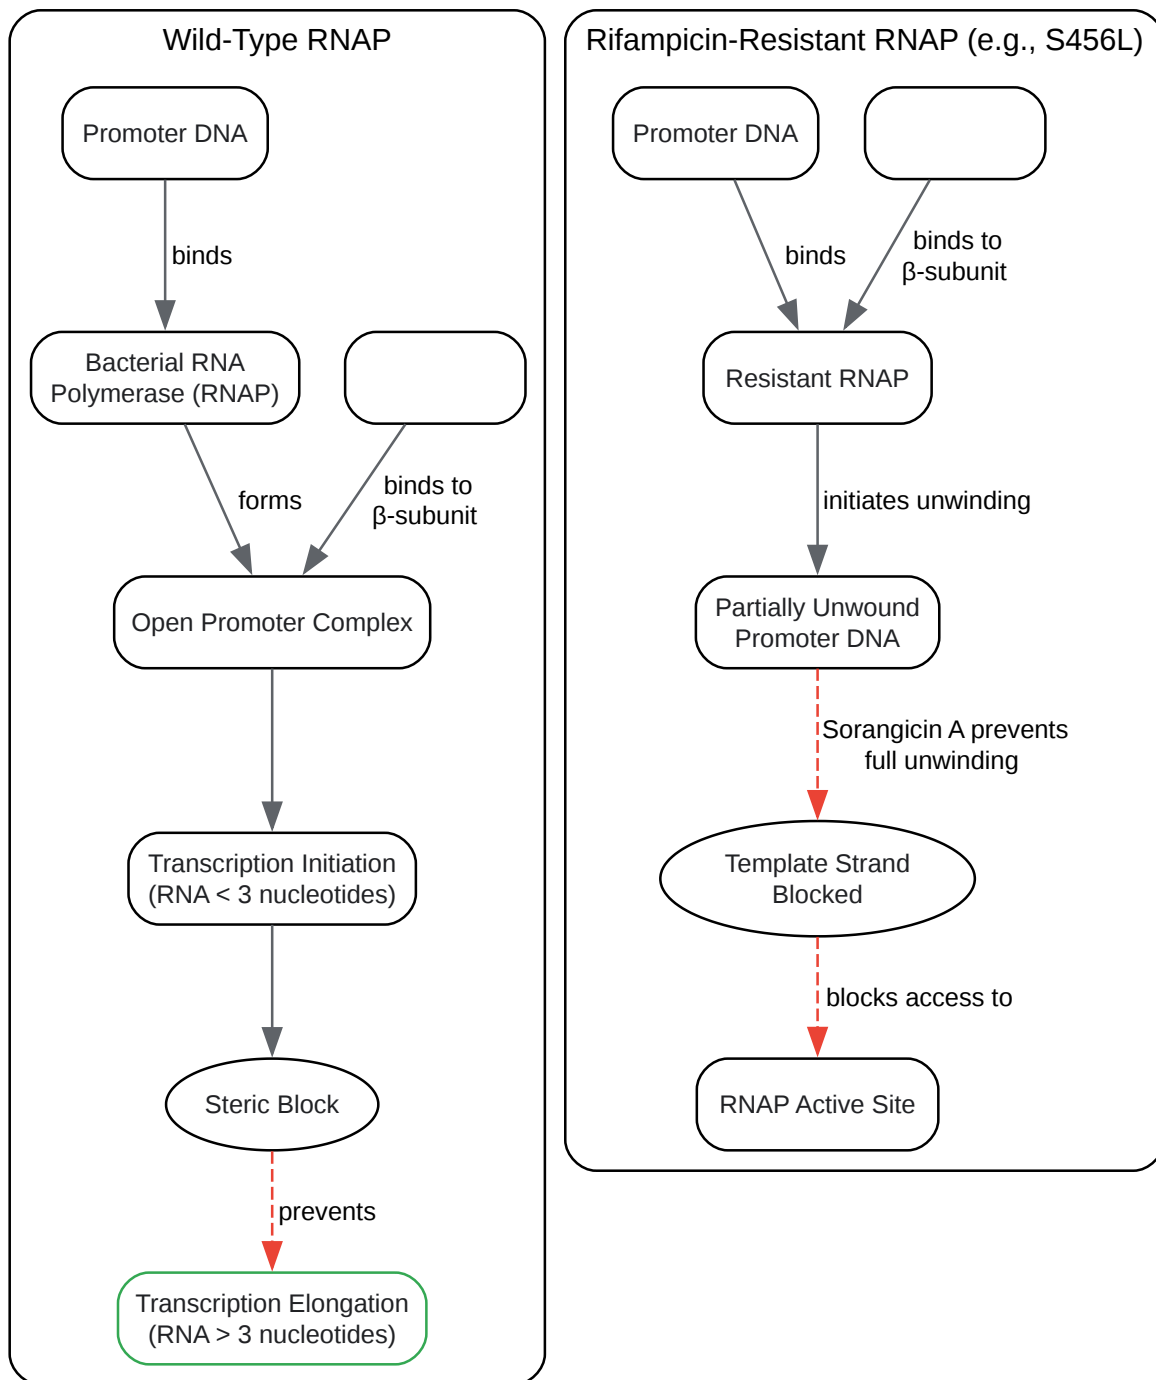 Wild-Type RNAP
Promoter DNA
binds
Bacterial RNA
Polymerase (RNAP)
forms
binds to
β-subunit
Open Promoter Complex
Transcription Initiation
(RNA < 3 nucleotides)
Steric Block
prevents
Transcription Elongation
(RNA > 3 nucleotides)
Rifampicin-Resistant RNAP (e.g., S456L)
Promoter DNA
binds
binds to
β-subunit
Resistant RNAP
initiates unwinding
Partially Unwound
Promoter DNA
Sorangicin A prevents
full unwinding
Template Strand
Blocked
blocks access to
RNAP Active Site